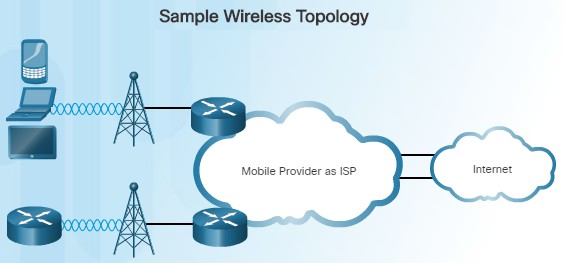 Sample Wireless Topology
Mobile Provider as ISP
Internet